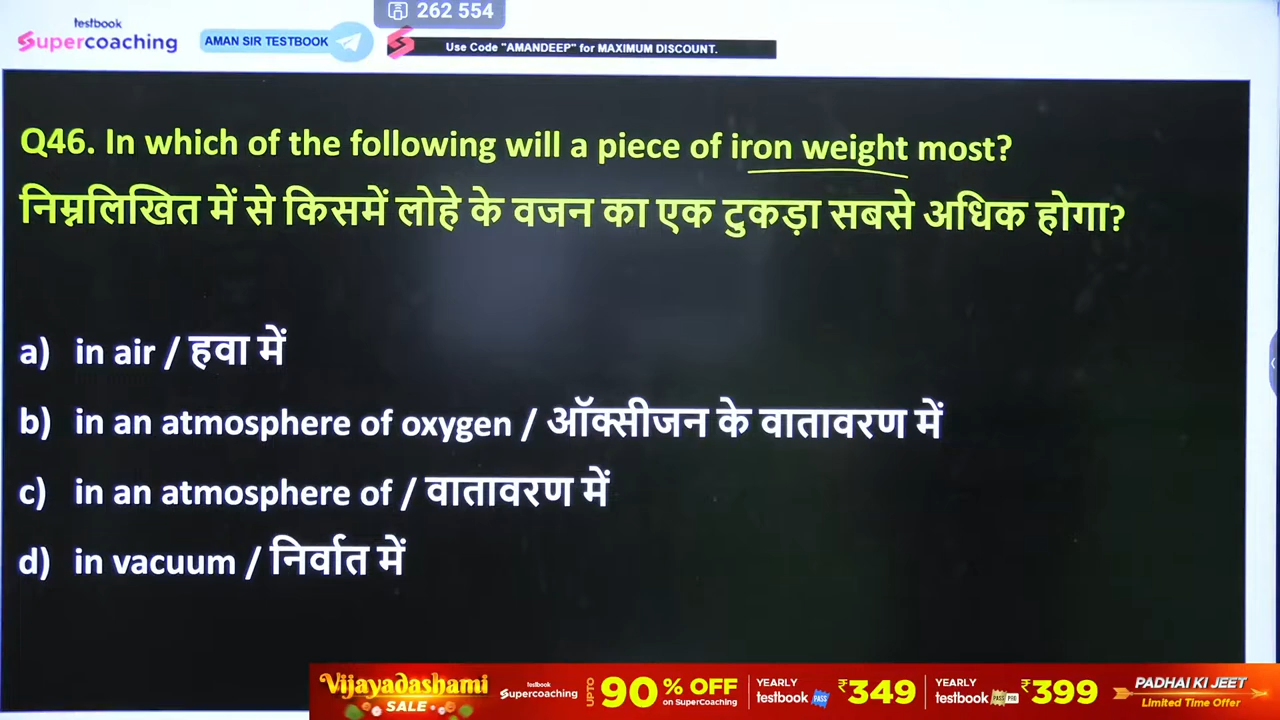 262 554
testbook
Supercoaching
AMAN SIR TESTBOOK
Use Code "AMANDEEP" for MAXIMUM DISCOUNT.
Q46. In which of the following will a piece of iron weight most?
निम्नलिखित में से किसमें लोहे के वजन का एक टुकड़ा सबसे अधिक होगा?
a) in air / हवा में
b) in an atmosphere of oxygen / ऑक्सीजन के वातावरण में
c) in an atmosphere of / वातावरण में
d) in vacuum / निर्वात में
Vijayadashami
SALE
testbook
Supercoaching
UPTO 90 % OFF
on SuperCoaching
YEARLY
testbook PASS
₹349
YEARLY
testbook PASS PRO
₹399
PADHAI KI JEET
Limited Time Offer